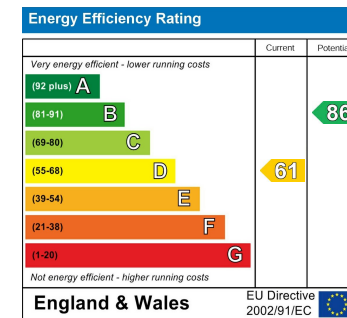 Energy Efficiency Rating
Current
Very energy efficient - lower running costs
(92 plus) A
(81-91) B
86
(69-80) C
(55-68) D
61
(39-54) E
(21-38) F
(1-20) G
Not energy efficient - higher running costs
England & Wales
EU Directive
2002/91/EC